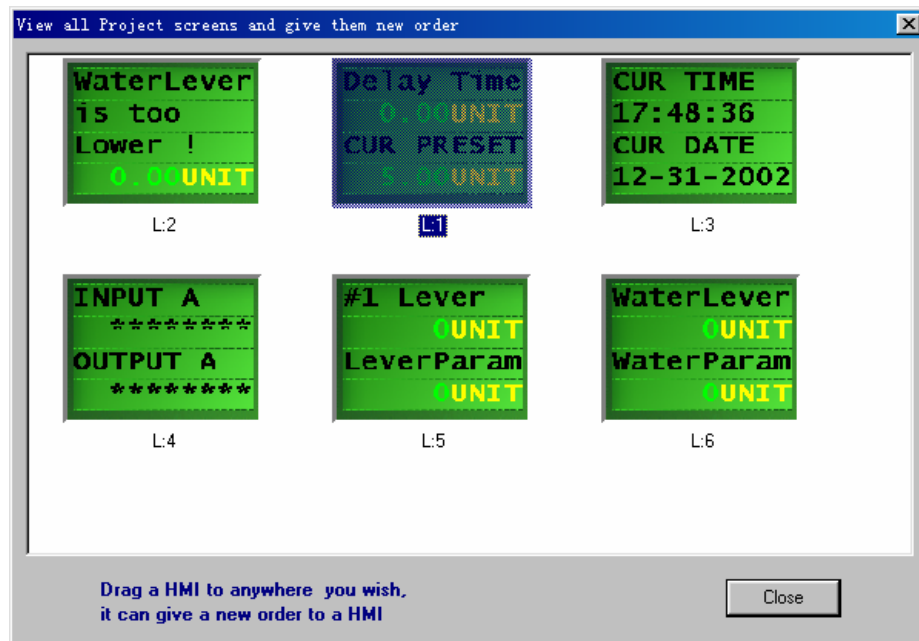 View all Project screens and give them new order
WaterLever
is too
Lower !
0.00UNIT
L:2
Delay Time
0.00UNIT
CUR PRESET
5.00UNIT
L:1
CUR TIME
17:48:36
CUR DATE
12-31-2002
L:3
INPUT A
********
OUTPUT A
********
L:4
#1 Lever
0UNIT
LeverParam
0UNIT
L:5
WaterLever
0UNIT
WaterParam
0UNIT
L:6
Drag a HMI to anywhere you wish,
it can give a new order to a HMI
Close